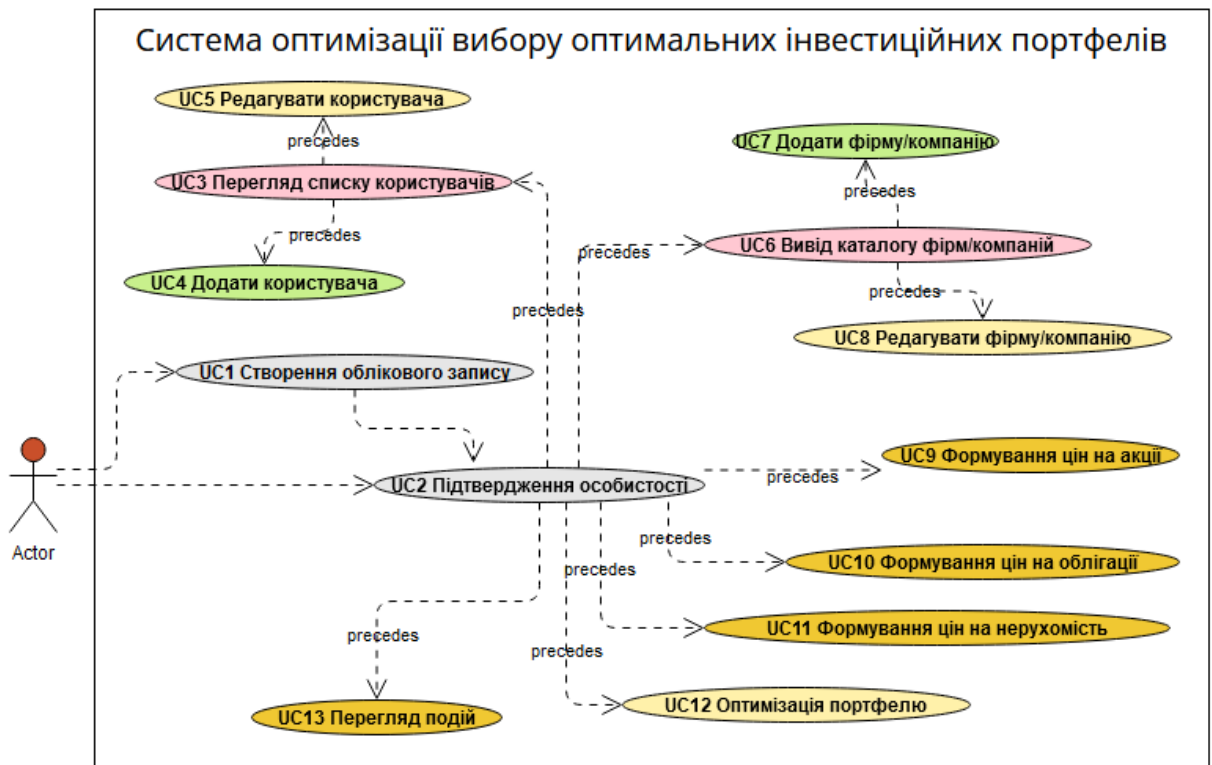 Система оптимізації вибору оптимальних інвестиційних портфелів
UC5 Редагувати користувача
precedes
UC7 Додати фірму/компанію
UC3 Перегляд списку користувачів
precedes
precedes
UC6 Вивід каталогу фірм/компаній
precedes
UC4 Додати користувача
precedes
precedes
UC8 Редагувати фірму/компанію
UC1 Створення облікового запису
UC9 Формування цін на акції
precedes
UC2 Підтвердження особистості
Actor
precedes
UC10 Формування цін на облігації
precedes
UC11 Формування цін на нерухомість
precedes
precedes
UC12 Оптимізація портфелю
UC13 Перегляд подій